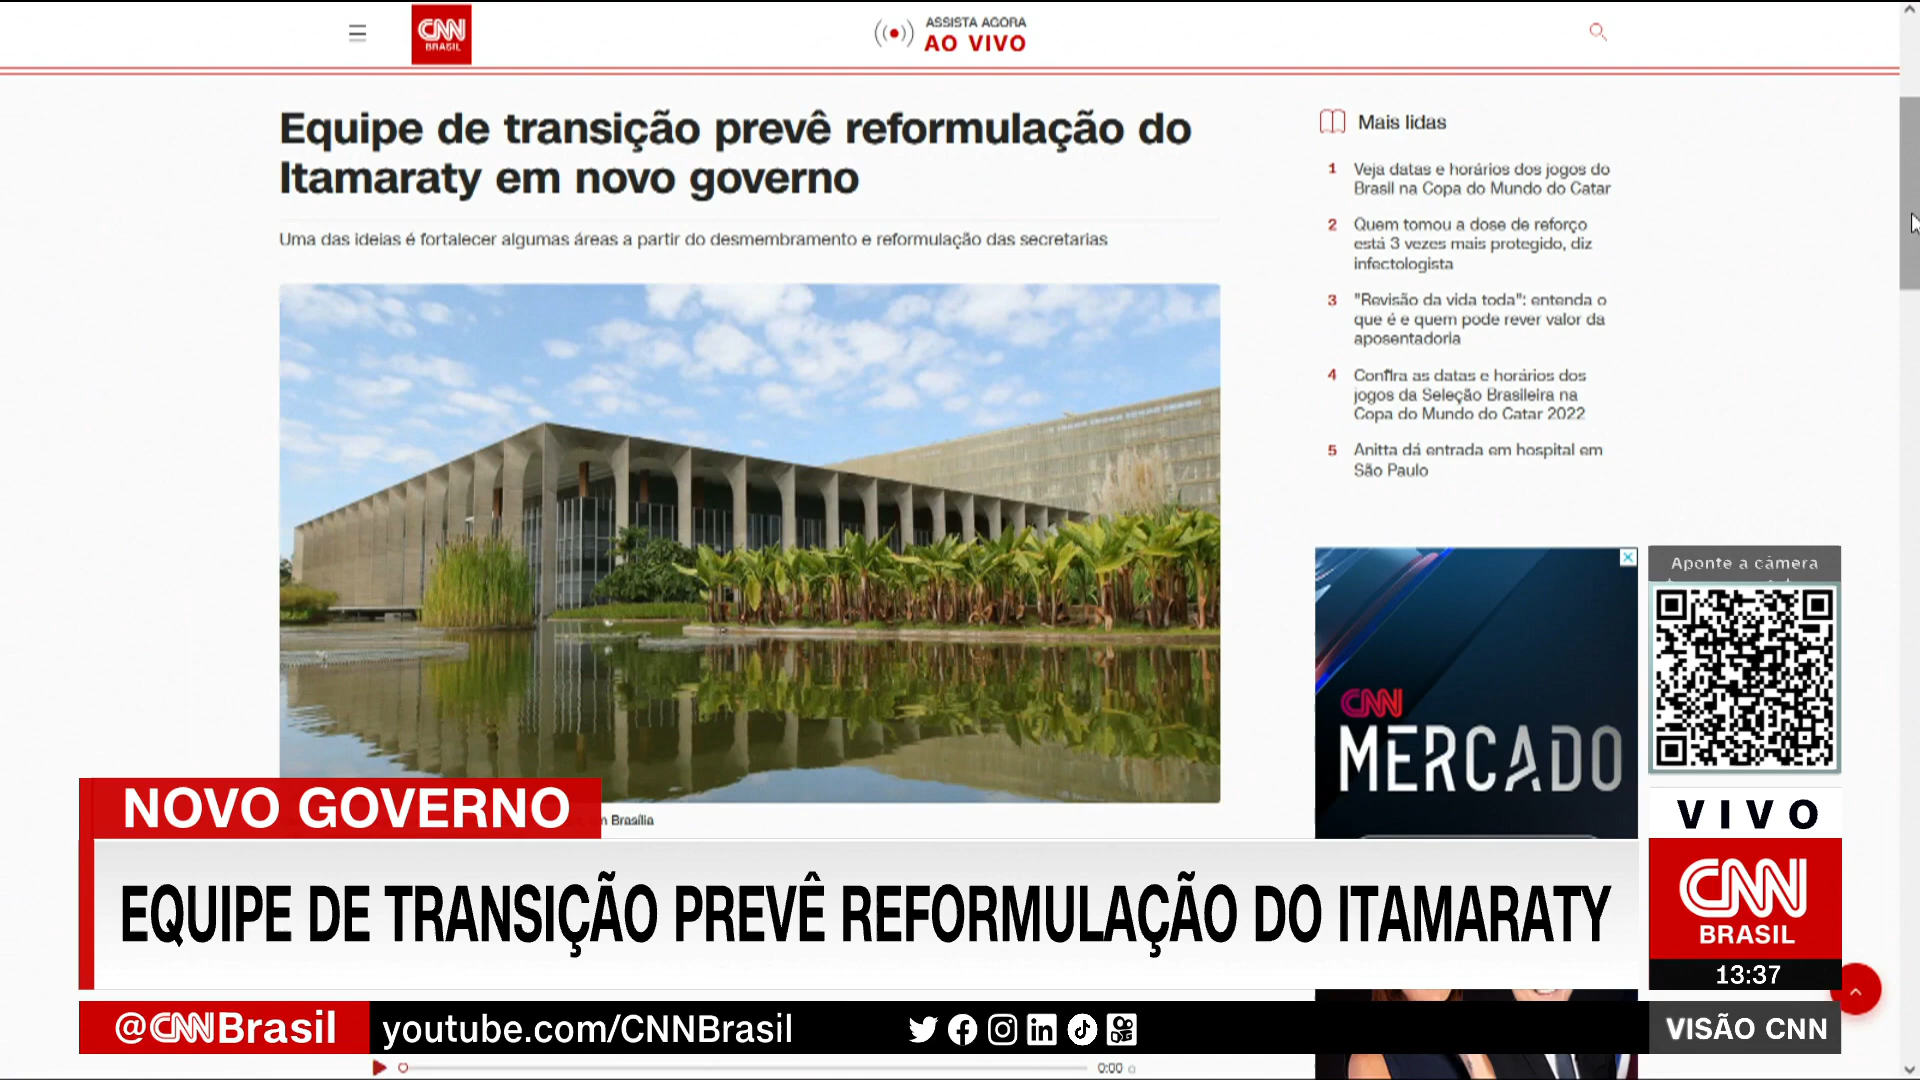 CNN
BRASIL
ASSISTA AGORA
AO VIVO
Equipe de transição prevê reformulação do
Itamaraty em novo governo
Uma das ideias é fortalecer algumas áreas a partir do desmembramento e reformulação das secretarias
Mais lidas
1 Veja datas e horários dos jogos do
Brasil na Copa do Mundo do Catar
2 Quem tomou a dose de reforço
está 3 vezes mais protegido, diz
infectologista
3 "Revisão da vida toda": entenda o
que é e quem pode rever valor da
aposentadoria
4 Confira as datas e horários dos
jogos da Seleção Brasileira na
Copa do Mundo do Catar 2022
5 Anitta dá entrada em hospital em
São Paulo
CNN
MERCADO
Aponte a câmera
NOVO GOVERNO
Brasília
EQUIPE DE TRANSIÇÃO PREVÊ REFORMULAÇÃO DO ITAMARATY
VIVO
CNN
BRASIL
13:37
@CNNBrasil youtube.com/CNNBrasil
VISÃO CNN
0:00